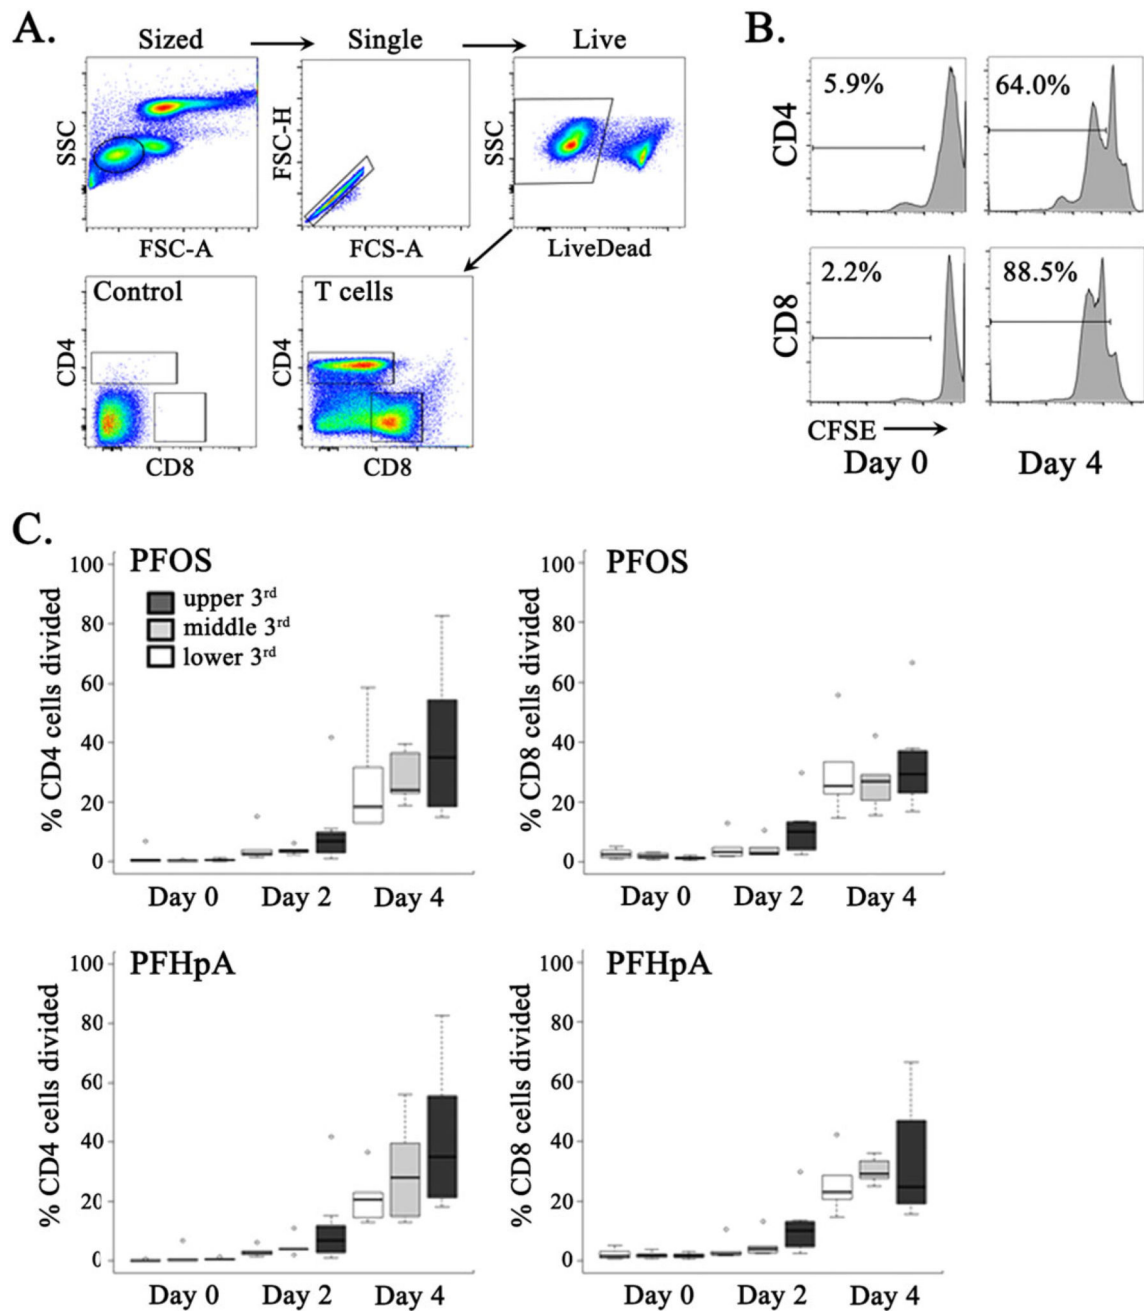 A.
Sized Single Live
SSC
FSC-A
FSC-H
FCS-A
SSC
LiveDead
Control
CD4
CD8
T cells
CD4
CD8
B.
CD4
5.9%
64.0%
CD8
2.2%
88.5%
CFSE
Day 0 Day 4
C.
PFOS
upper 3rd
middle 3rd
lower 3rd
% CD4 cells divided
100
80
60
40
20
0
Day 0 Day 2 Day 4
PFOS
% CD8 cells divided
100
80
60
40
20
0
Day 0 Day 2 Day 4
PFHpA
% CD4 cells divided
100
80
60
40
20
0
Day 0 Day 2 Day 4
PFHpA
% CD8 cells divided
100
80
60
40
20
0
Day 0 Day 2 Day 4